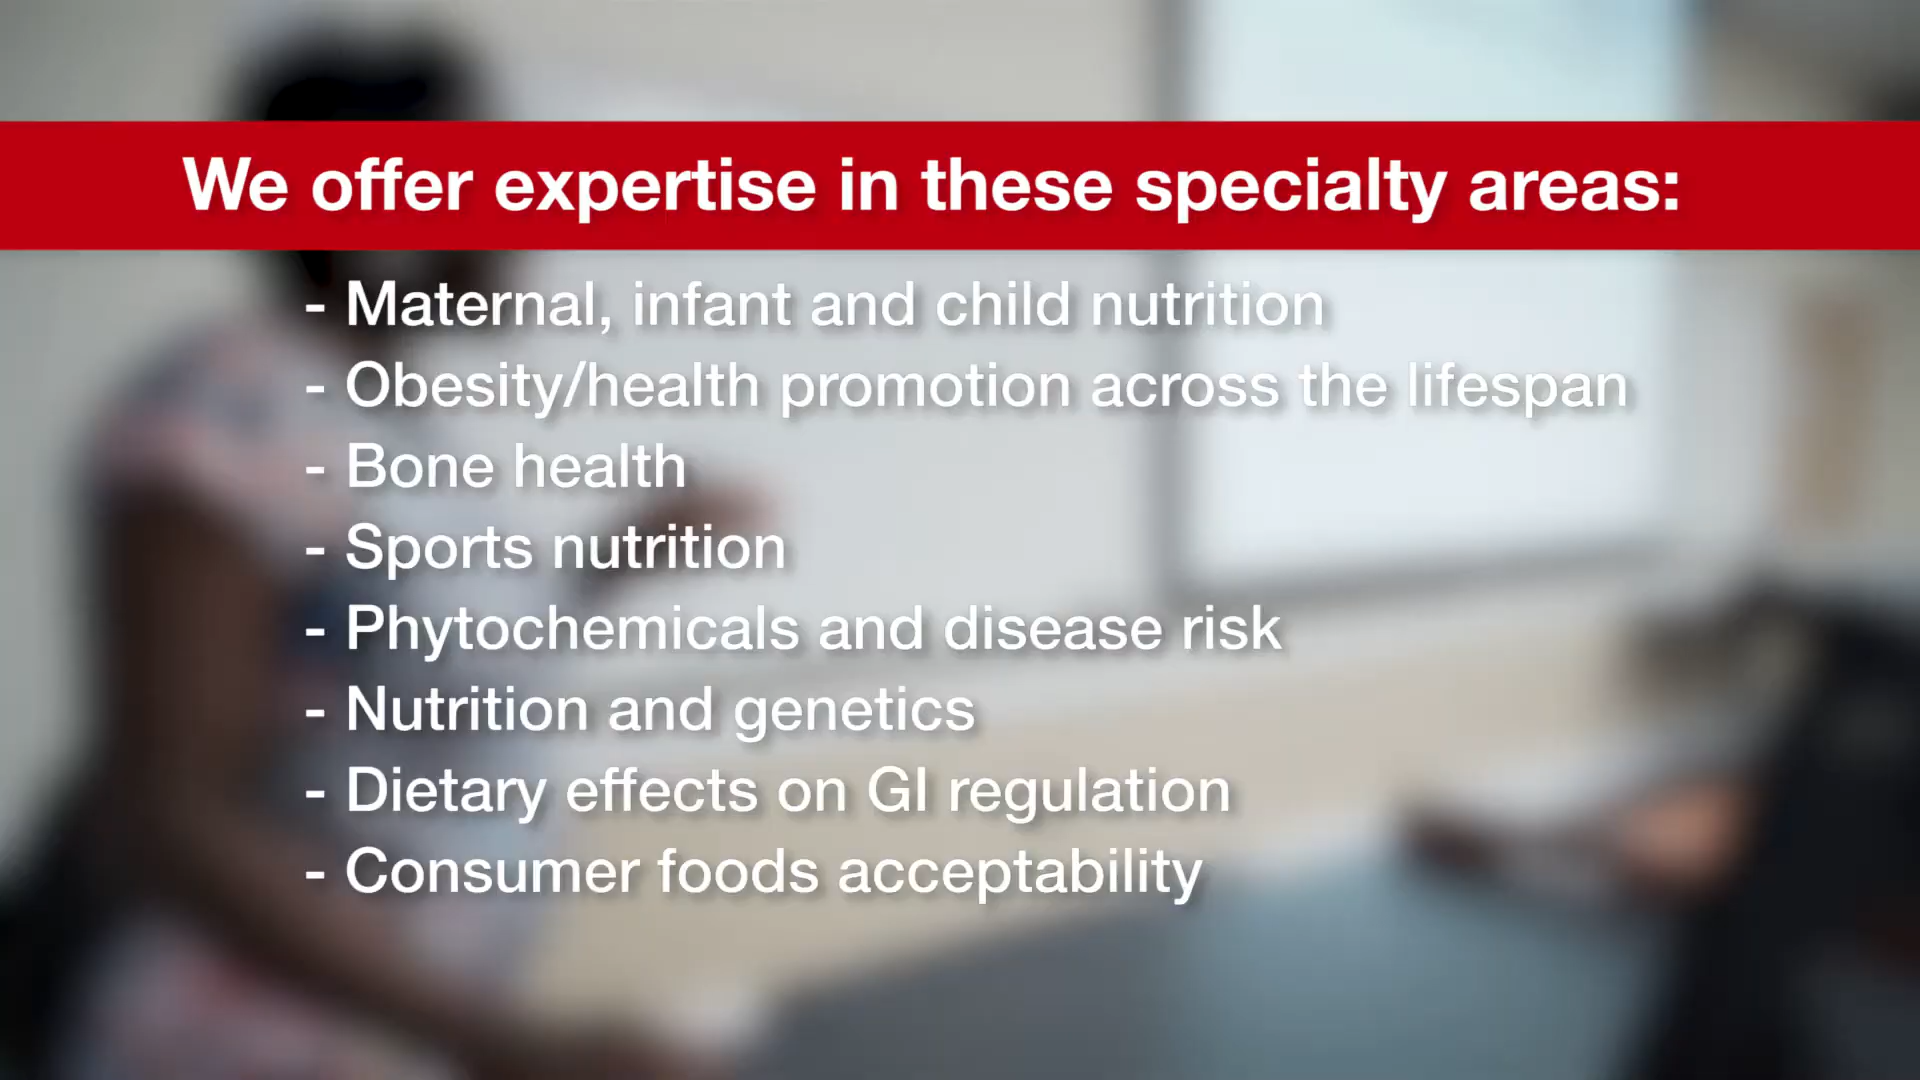 We offer expertise in these specialty areas:
- Maternal, infant and child nutrition
- Obesity/health promotion across the lifespan
- Bone health
- Sports nutrition
- Phytochemicals and disease risk
- Nutrition and genetics
- Dietary effects on GI regulation
- Consumer foods acceptability